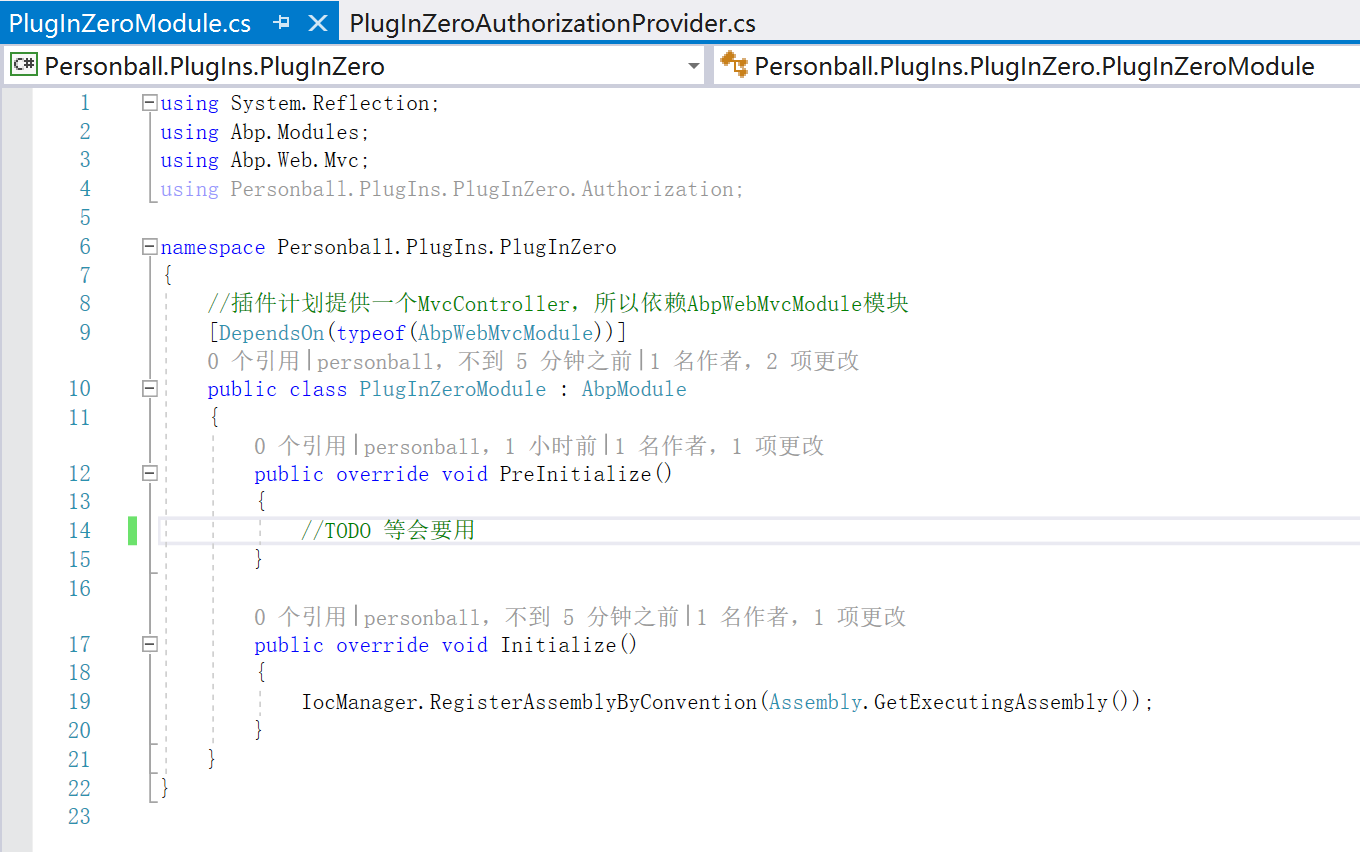 PlugInZeroModule.cs PlugInZeroAuthorizationProvider.cs
C# Personball.PlugIns.PlugInZero Personball.PlugIns.PlugInZero.PlugInZeroModule
1 using System.Reflection;
2 using Abp.Modules;
3 using Abp.Web.Mvc;
4 using Personball.PlugIns.PlugInZero.Authorization;
5
6 namespace Personball.PlugIns.PlugInZero
7 {
8 //插件计划提供一个MvcController，所以依赖AbpWebMvcModule模块
9 [DependsOn(typeof(AbpWebMvcModule))]
0 个引用|personball，不到 5 分钟之前|1 名作者，2 项更改
10 public class PlugInZeroModule : AbpModule
11 {
0 个引用|personball，1 小时前|1 名作者，1 项更改
12 public override void PreInitialize()
13 {
14 //TODO 等会要用
15 }
16
0 个引用|personball，不到 5 分钟之前|1 名作者，1 项更改
17 public override void Initialize()
18 {
19 IocManager.RegisterAssemblyByConvention(Assembly.GetExecutingAssembly());
20 }
21 }
22 }
23